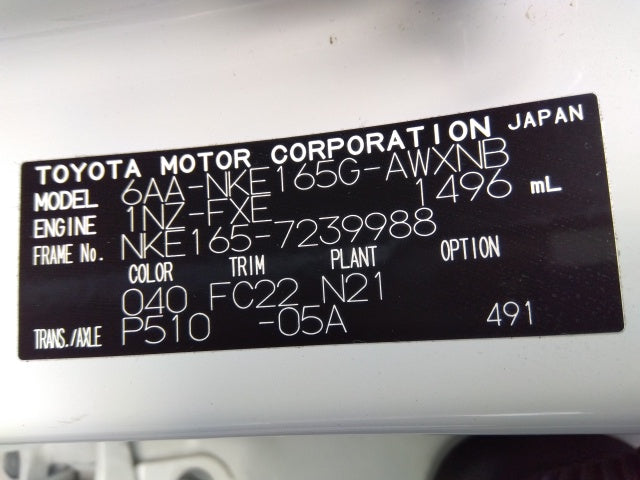 TOYOTA MOTOR CORPORATION JAPAN
MODEL 6AA-NKE165G-AWXNB
ENGINE 1NZ-FXE 1496 mL
FRAME No. NKE165-7239988
COLOR TRIM PLANT OPTION
040 FC22 N21
TRANS./AXLE P510 -05A 491